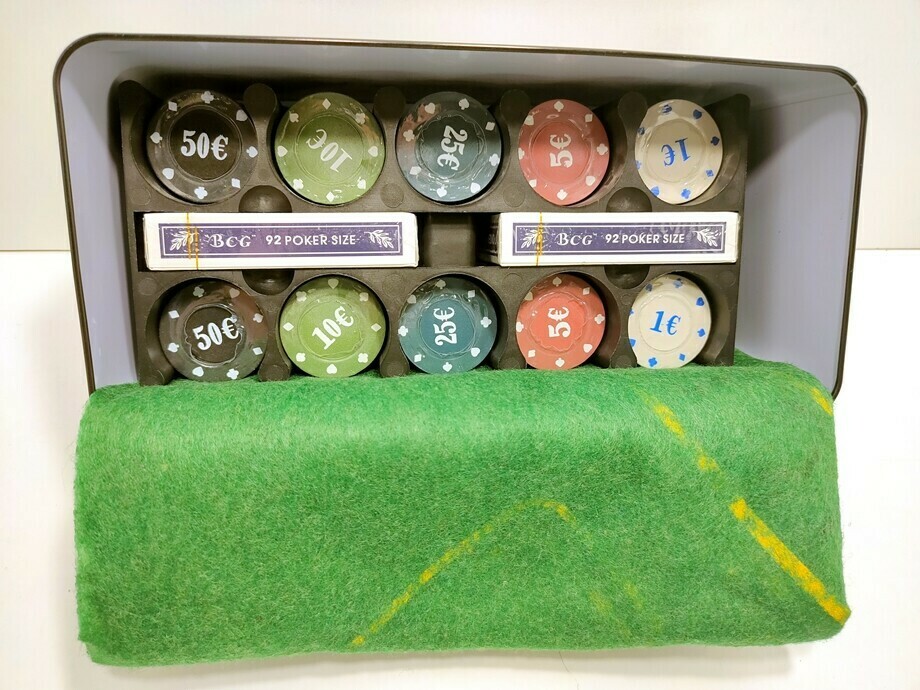 50€ 10€ 25€ 5€ 1€
BCG 92 POKER SIZE BCG 92 POKER SIZE
50€ 10€ 25€ 5€ 1€